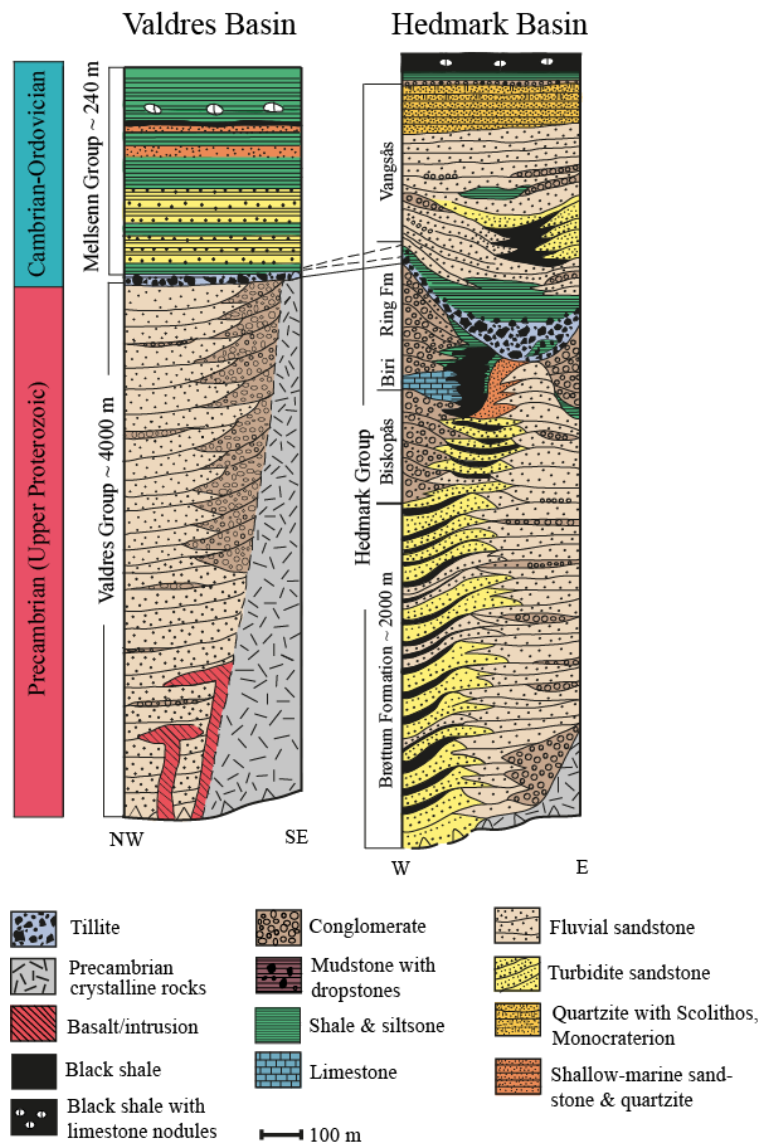 Valdres Basin
Hedmark Basin
Cambrian-Ordovician
Precambrian (Upper Proterozoic)
Mellsenn Group ~ 240 m
Valdres Group ~ 4000 m
Vangsås
Ring Fm
Biri
Biskopås
Hedmark Group
Brøttum Formation ~ 2000 m
NW
SE
W
E
Tillite
Precambrian
crystalline rocks
Basalt/intrusion
Black shale
Black shale with
limestone nodules
Conglomerate
Mudstone with
dropstones
Shale & siltsone
Limestone
100 m
Fluvial sandstone
Turbidite sandstone
Quartzite with Scolithos,
Monocraterion
Shallow-marine sand-
stone & quartzite